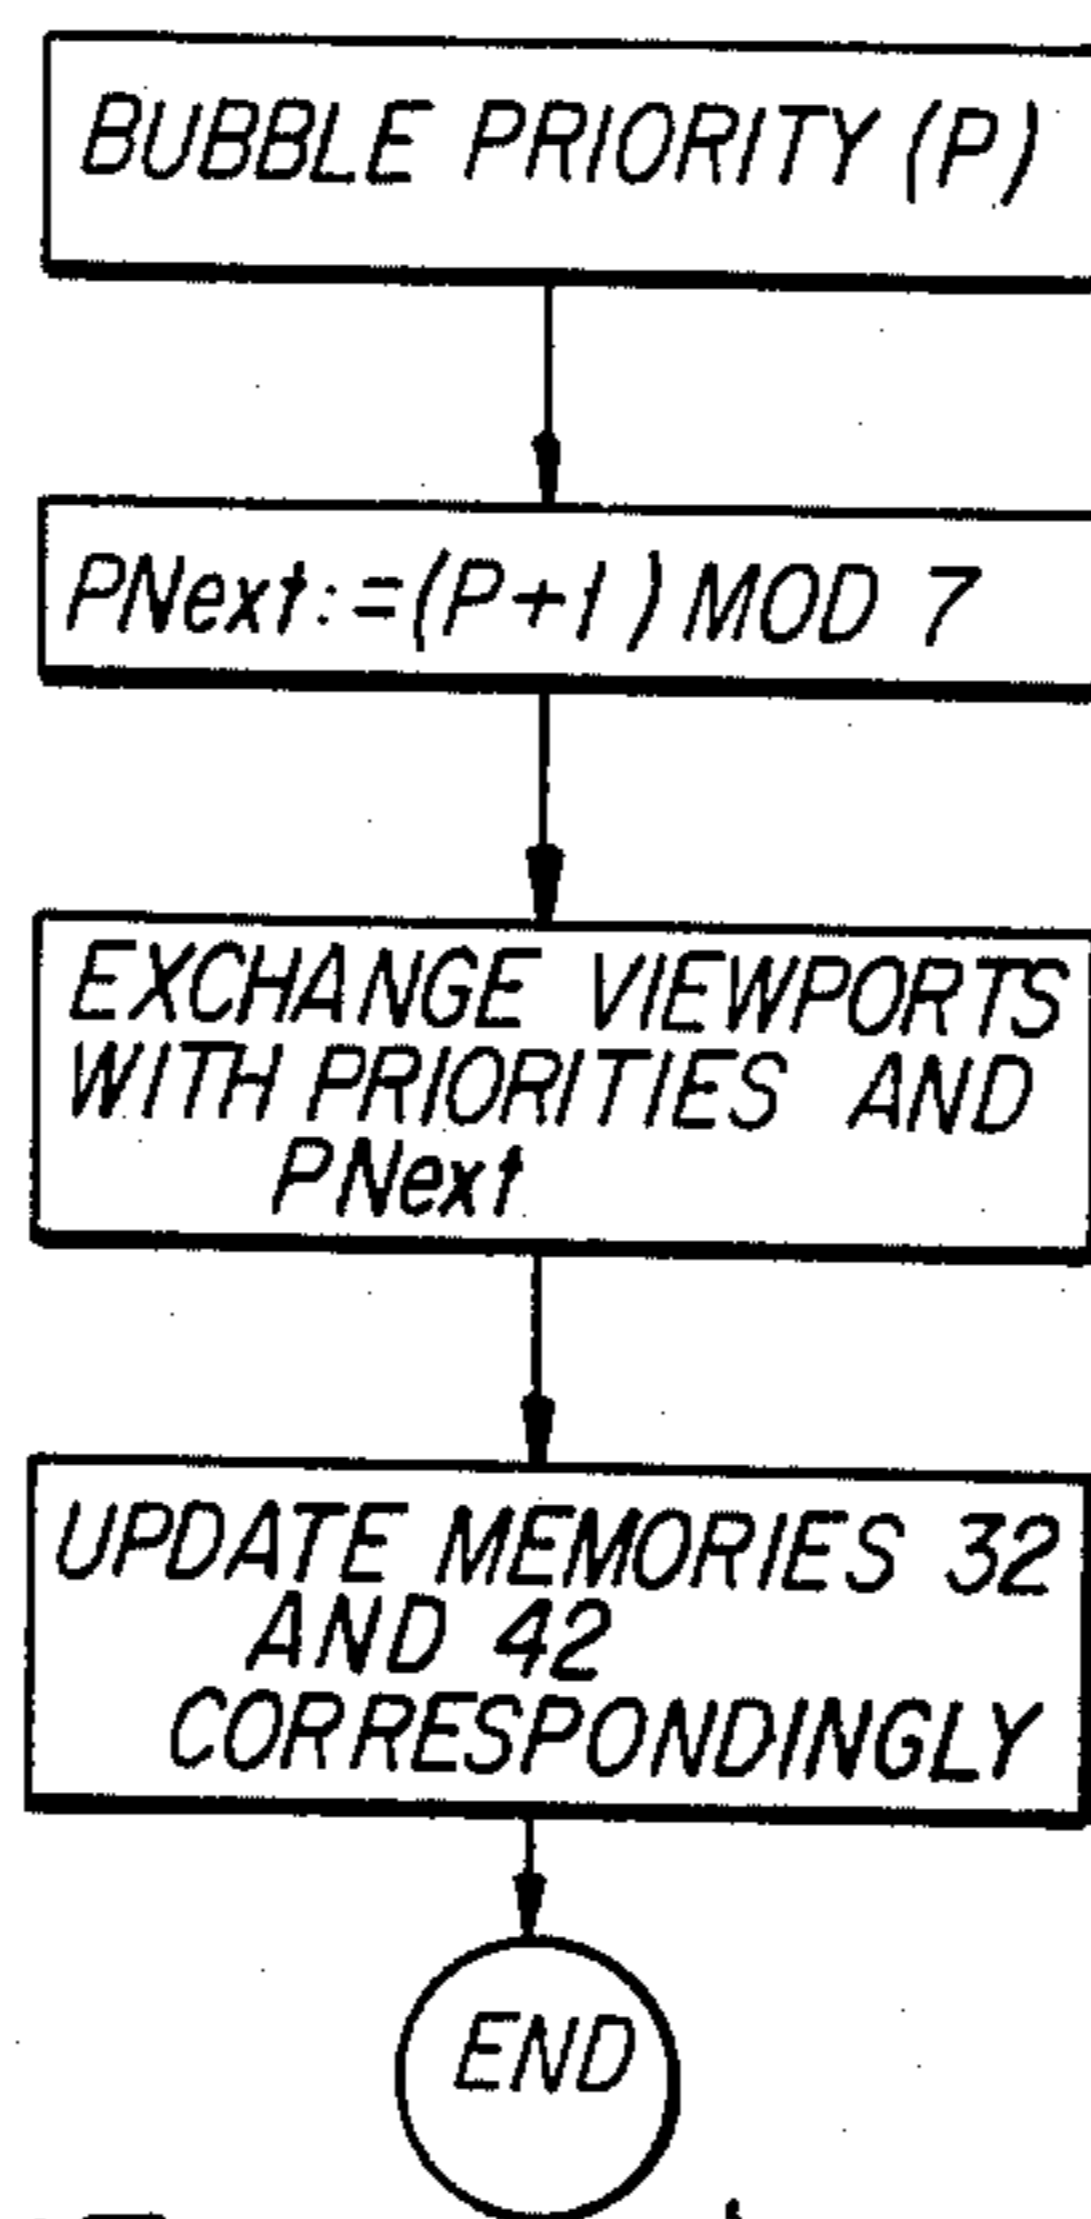 BUBBLE PRIORITY (P)
PNext:=(P+1) MOD 7
EXCHANGE VIEWPORTS
WITH PRIORITIES AND
PNext
UPDATE MEMORIES 32
AND 42
CORRESPONDINGLY
END